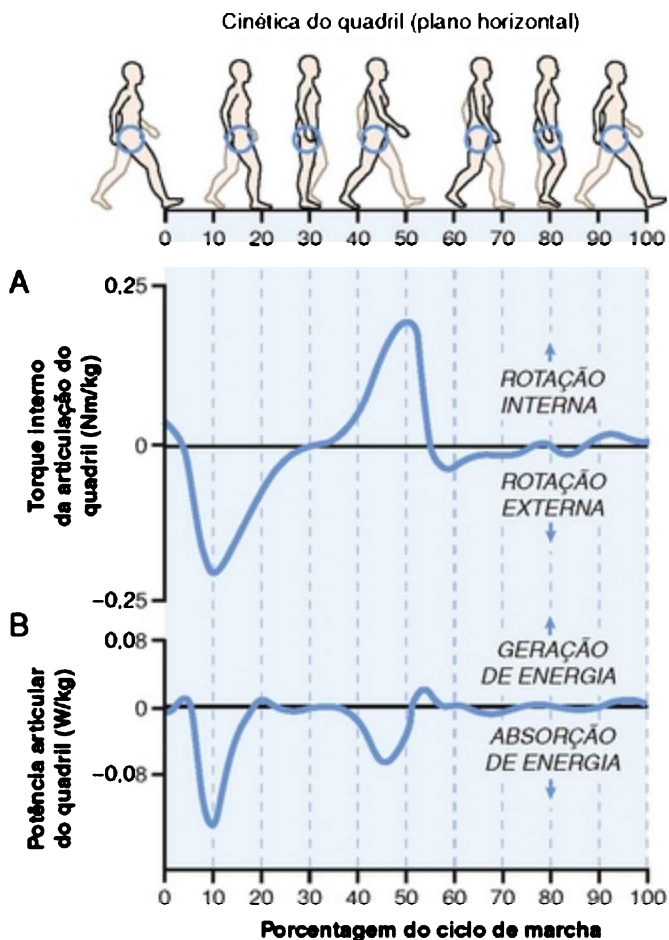 Cinética do quadril (plano horizontal)
0 10 20 30 40 50 60 70 80 90 100
A
Torque interno
da articulação do
quadril (Nm/kg)
0.25
0
−0.25
ROTAÇÃO
INTERNA
ROTAÇÃO
EXTERNA
B
Potência articular
do quadril (W/kg)
0.08
0
−0.08
GERAÇÃO
DE ENERGIA
ABSORÇÃO
DE ENERGIA
0 10 20 30 40 50 60 70 80 90 100
Porcentagem do ciclo de marcha